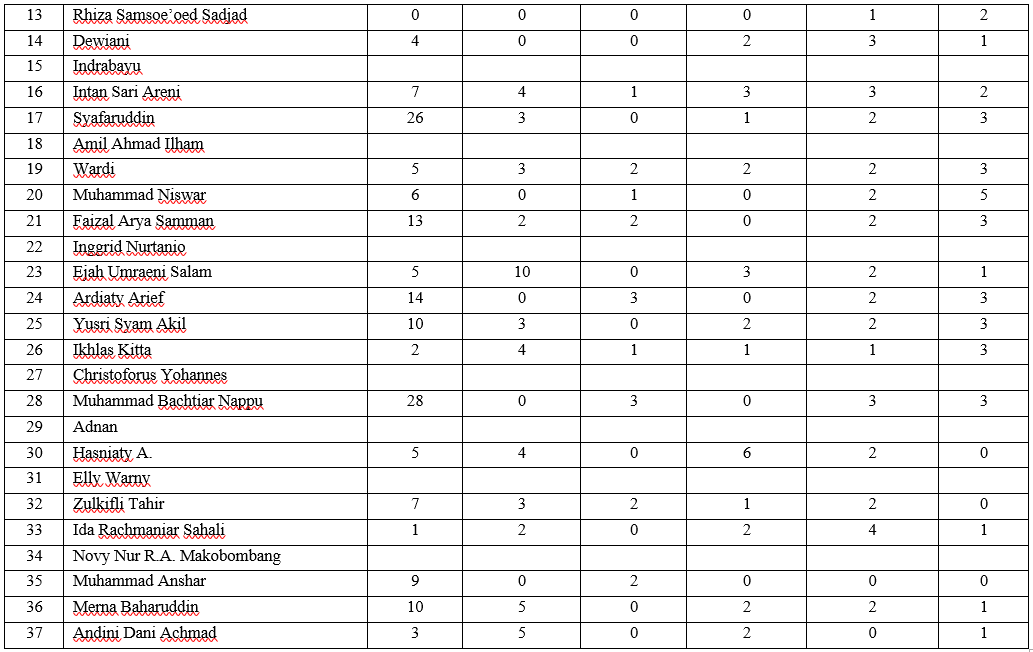 13 Rhiza Samsoe’oed Sadjad 0 0 0 0 1 2
14 Dewiani 4 0 0 2 3 1
15 Indrabayu
16 Intan Sari Areni 7 4 1 3 3 2
17 Syafaruddin 26 3 0 1 2 3
18 Amil Ahmad Ilham
19 Wardi 5 3 2 2 2 3
20 Muhammad Niswar 6 0 1 0 2 5
21 Faizal Arya Samman 13 2 2 0 2 3
22 Inggrid Nurtanio
23 Ejah Umraeni Salam 5 10 0 3 2 1
24 Ardiaty Arief 14 0 3 0 2 3
25 Yusri Syam Akil 10 3 0 2 2 3
26 Ikhlas Kitta 2 4 1 1 1 3
27 Christoforus Yohannes
28 Muhammad Bachtiar Nappu 28 0 3 0 3 3
29 Adnan
30 Hasniaty A. 5 4 0 6 2 0
31 Elly Warny
32 Zulkifli Tahir 7 3 2 1 2 0
33 Ida Rachmaniar Sahali 1 2 0 2 4 1
34 Novy Nur R.A. Makobombang
35 Muhammad Anshar 9 0 2 0 0 0
36 Merna Baharuddin 10 5 0 2 2 1
37 Andini Dani Achmad 3 5 0 2 0 1